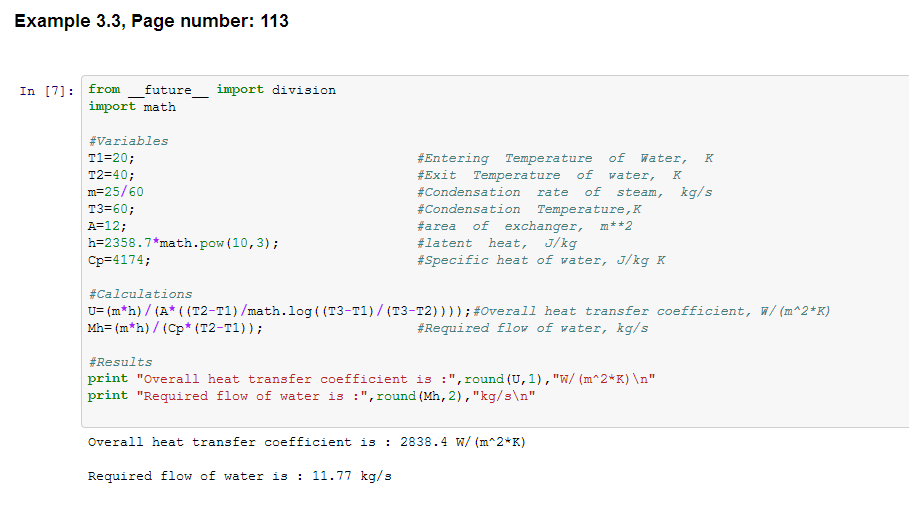 Example 3.3, Page number: 113
In [7]: from __future__ import division
import math
#Variables
T1=20; #Entering Temperature of Water, K
T2=40; #Exit Temperature of water, K
m=25/60 #Condensation rate of steam, kg/s
T3=60; #Condensation Temperature,K
A=12; #area of exchanger, m**2
h=2358.7*math.pow(10,3); #latent heat, J/kg
Cp=4174; #Specific heat of water, J/kg K
#Calculations
U=(m*h)/(A*((T2-T1)/math.log((T3-T1)/(T3-T2))));#Overall heat transfer coefficient, W/(m^2*K)
Mh=(m*h)/(Cp*(T2-T1)); #Required flow of water, kg/s
#Results
print "Overall heat transfer coefficient is :",round(U,1),"W/(m^2*K)\n"
print "Required flow of water is :",round(Mh,2),"kg/s\n"
Overall heat transfer coefficient is : 2838.4 W/(m^2*K)
Required flow of water is : 11.77 kg/s